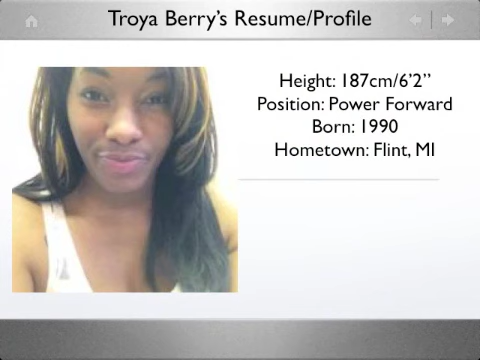 Troya Berry’s Resume/Profile
Height: 187cm/6’2”
Position: Power Forward
Born: 1990
Hometown: Flint, MI